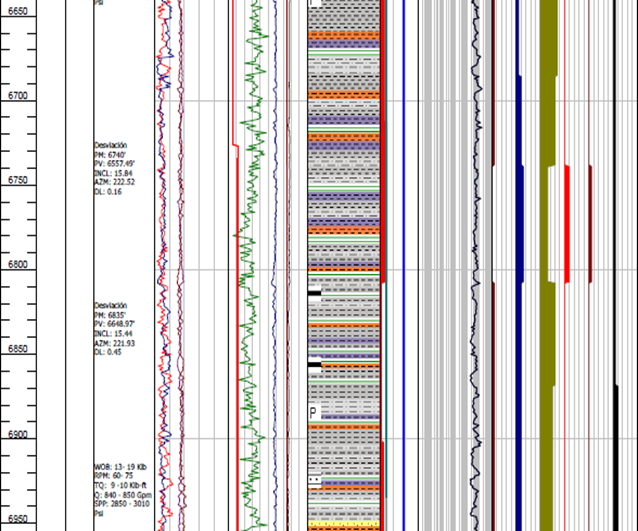 Psi
6650
6700
Desviación
PM: 6740'
PV: 6557.49'
INCL: 15.84
AZM: 222.52
DL: 0.16
6750
6800
Desviación
PM: 6835'
PV: 6648.97'
INCL: 15.44
AZM: 221.93
DL: 0.45
6850
P
6900
WOB: 13- 19 Klb
RPM: 60- 75
TQ: 9 -10 Klb-ft
Q: 840 - 850 Gpm
SPP: 2850 - 3010
Psi
6950